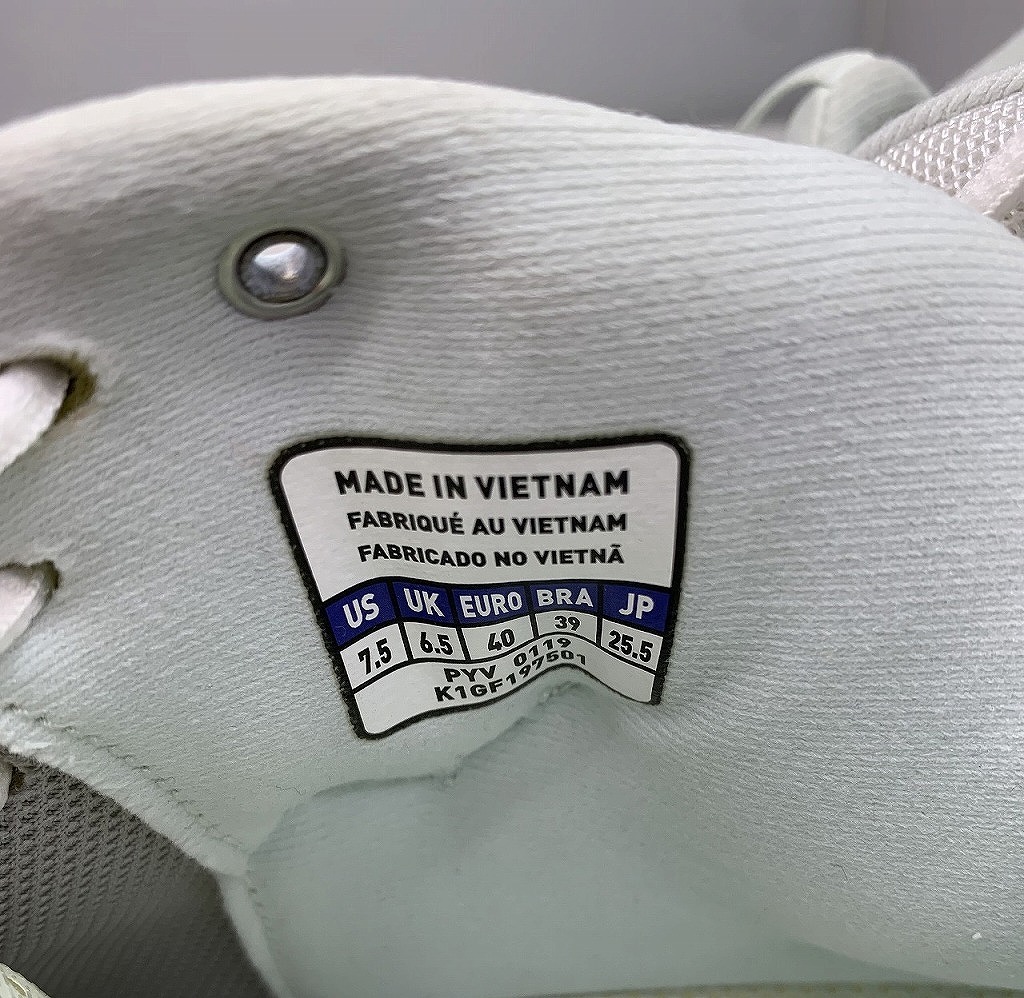 MADE IN VIETNAM
FABRIQUÉ AU VIETNAM
FABRICADO NO VIETNÃ
US UK EURO BRA JP
7.5 6.5 40 39 25.5
PYV 0119
K1GF197501